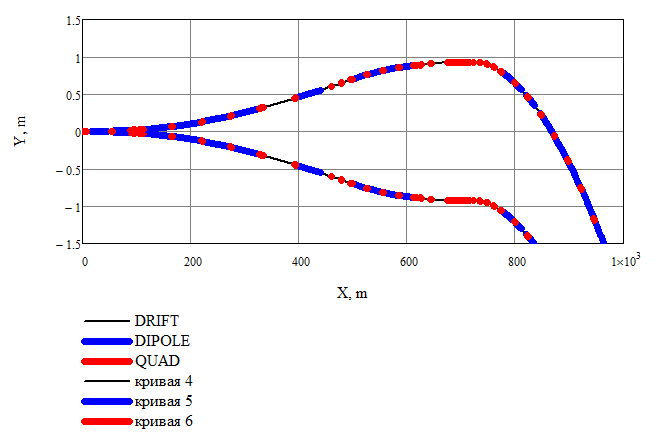 1.5
1
0.5
0
− 0.5
− 1
− 1.5
Y, m
0 200 400 600 800 1×10³
X, m
DRIFT
DIPOLE
QUAD
кривая 4
кривая 5
кривая 6